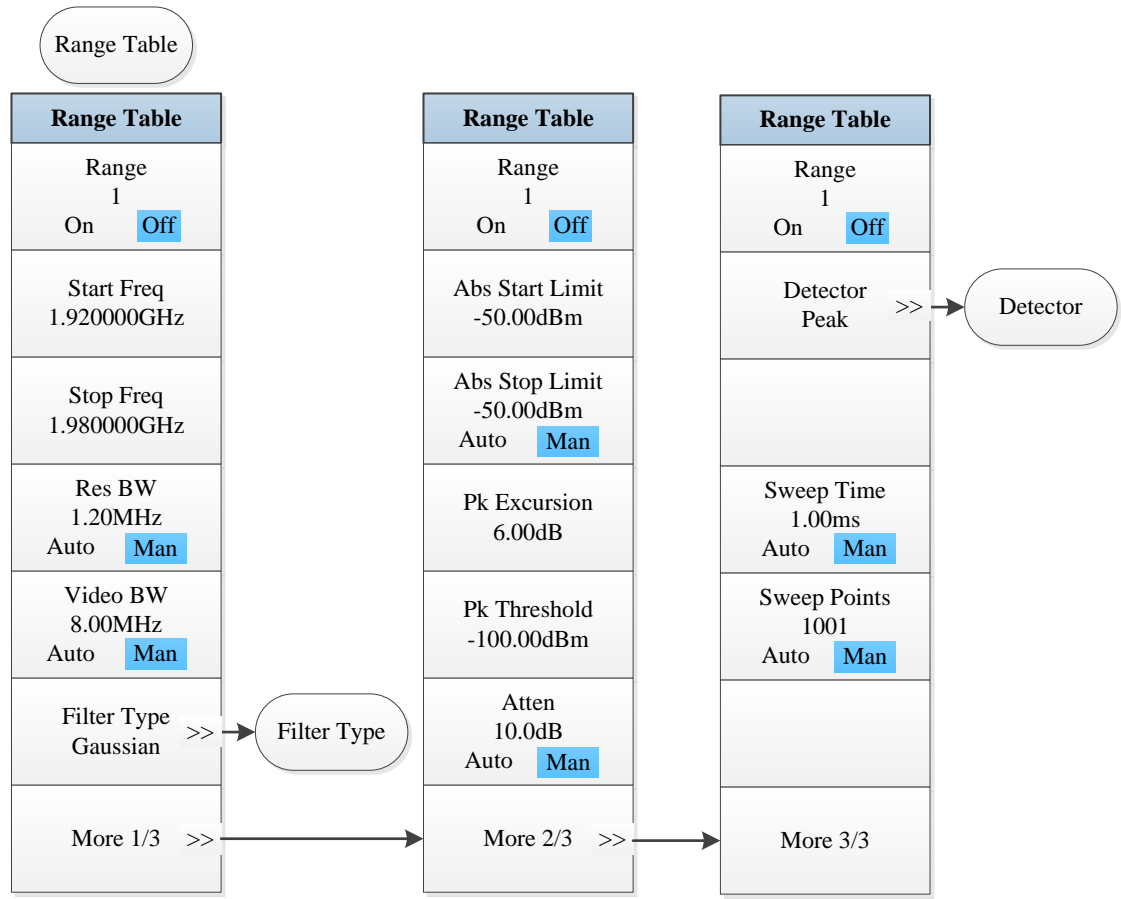 Range Table
Range Table
Range
1
On Off
Start Freq
1.920000GHz
Stop Freq
1.980000GHz
Res BW
1.20MHz
Auto Man
Video BW
8.00MHz
Auto Man
Filter Type >>
Gaussian
Filter Type
More 1/3 >>
Range Table
Range
1
On Off
Abs Start Limit
-50.00dBm
Abs Stop Limit
-50.00dBm
Auto Man
Pk Excursion
6.00dB
Pk Threshold
-100.00dBm
Atten
10.0dB
Auto Man
More 2/3 >>
Range Table
Range
1
On Off
Detector >>
Peak
Detector
Sweep Time
1.00ms
Auto Man
Sweep Points
1001
Auto Man
More 3/3